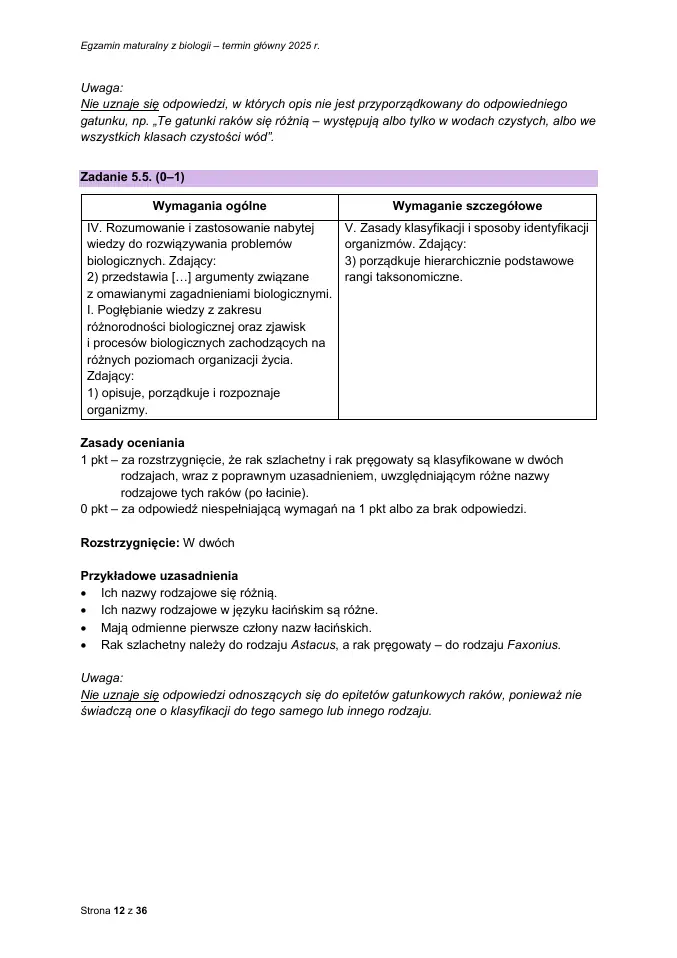 Egzamin maturalny z biologii – termin główny 2025 r.
Uwaga:
Nie uznaje się odpowiedzi, w których opis nie jest przyporządkowany do odpowiedniego
gatunku, np. „Te gatunki raków się różnią – występują albo tylko w wodach czystych, albo we
wszystkich klasach czystości wód”.
Zadanie 5.5. (0–1)
Wymagania ogólne
IV. Rozumowanie i zastosowanie nabytej
wiedzy do rozwiązywania problemów
biologicznych. Zdający:
2) przedstawia […] argumenty związane
z omawianymi zagadnieniami biologicznymi.
I. Pogłębianie wiedzy z zakresu
różnorodności biologicznej oraz zjawisk
i procesów biologicznych zachodzących na
różnych poziomach organizacji życia.
Zdający:
1) opisuje, porządkuje i rozpoznaje
organizmy.
Wymaganie szczegółowe
V. Zasady klasyfikacji i sposoby identyfikacji
organizmów. Zdający:
3) porządkuje hierarchicznie podstawowe
rangi taksonomiczne.
Zasady oceniania
1 pkt – za rozstrzygnięcie, że rak szlachetny i rak pręgowaty są klasyfikowane w dwóch
rodzajach, wraz z poprawnym uzasadnieniem, uwzględniającym różne nazwy
rodzajowe tych raków (po łacinie).
0 pkt – za odpowiedź niespełniającą wymagań na 1 pkt albo za brak odpowiedzi.
Rozstrzygnięcie: W dwóch
Przykładowe uzasadnienia
• Ich nazwy rodzajowe się różnią.
• Ich nazwy rodzajowe w języku łacińskim są różne.
• Mają odmienne pierwsze człony nazw łacińskich.
• Rak szlachetny należy do rodzaju Astacus, a rak pręgowaty – do rodzaju Faxonius.
Uwaga:
Nie uznaje się odpowiedzi odnoszących się do epitetów gatunkowych raków, ponieważ nie
świadczą one o klasyfikacji do tego samego lub innego rodzaju.
Strona 12 z 36